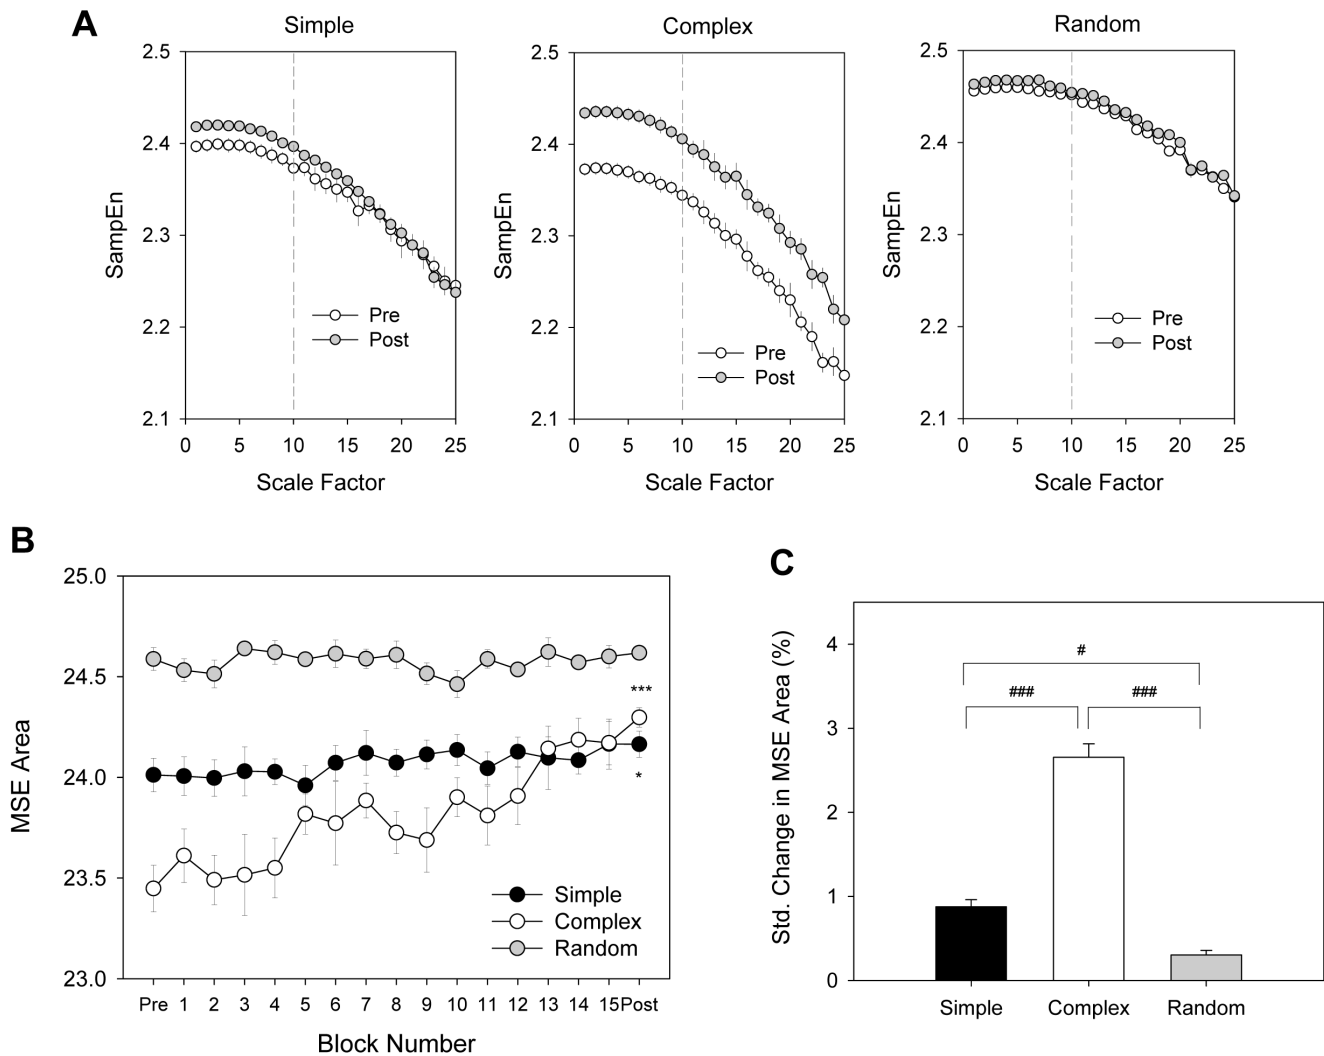 A
Simple
Complex
Random
2.5
2.4
2.3
2.2
2.1
SampEn
Pre
Post
0 5 10 15 20 25
Scale Factor
2.5
2.4
2.3
2.2
2.1
SampEn
Pre
Post
0 5 10 15 20 25
Scale Factor
2.5
2.4
2.3
2.2
2.1
SampEn
Pre
Post
0 5 10 15 20 25
Scale Factor
B
25.0
24.5
24.0
23.5
23.0
MSE Area
***
*
Simple
Complex
Random
Pre 1 2 3 4 5 6 7 8 9 10 11 12 13 14 15 Post
Block Number
C
4
3
2
1
0
Std. Change in MSE Area (%)
#
### ###
Simple Complex Random